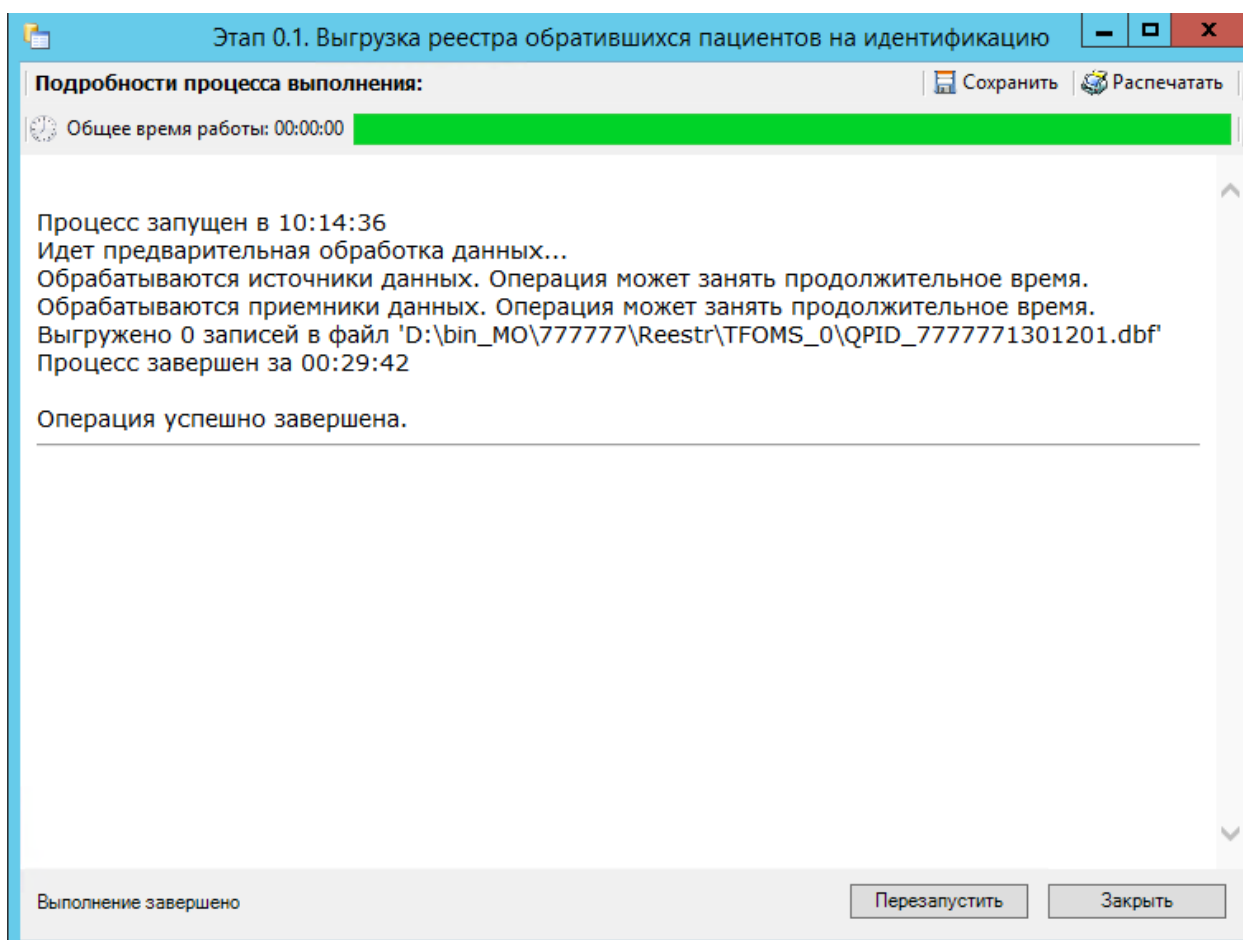 Этап 0.1. Выгрузка реестра обратившихся пациентов на идентификацию
Подробности процесса выполнения:
Сохранить
Распечатать
Общее время работы: 00:00:00
Процесс запущен в 10:14:36
Идет предварительная обработка данных...
Обрабатываются источники данных. Операция может занять продолжительное время.
Обрабатываются приемники данных. Операция может занять продолжительное время.
Выгружено 0 записей в файл 'D:\bin_MO\777777\Reestr\TFOMS_0\QPID_7777771301201.dbf'
Процесс завершен за 00:29:42
Операция успешно завершена.
Выполнение завершено
Перезапустить
Закрыть